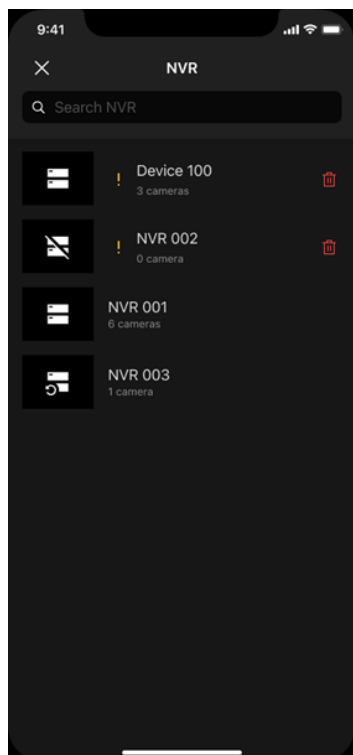 9:41
NVR
Search NVR
! Device 100
3 cameras
! NVR 002
0 camera
NVR 001
6 cameras
NVR 003
1 camera